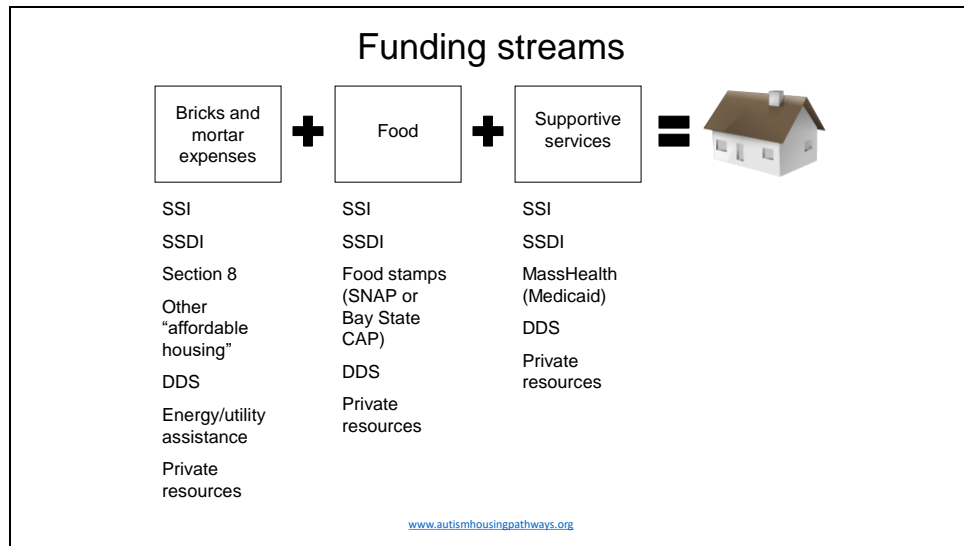 Funding streams
Bricks and
mortar
expenses
Food
Supportive
services
SSI
SSDI
Section 8
Other
“affordable
housing”
DDS
Energy/utility
assistance
Private
resources
SSI
SSDI
Food stamps
(SNAP or
Bay State
CAP)
DDS
Private
resources
SSI
SSDI
MassHealth
(Medicaid)
DDS
Private
resources
www.autismhousingpathways.org